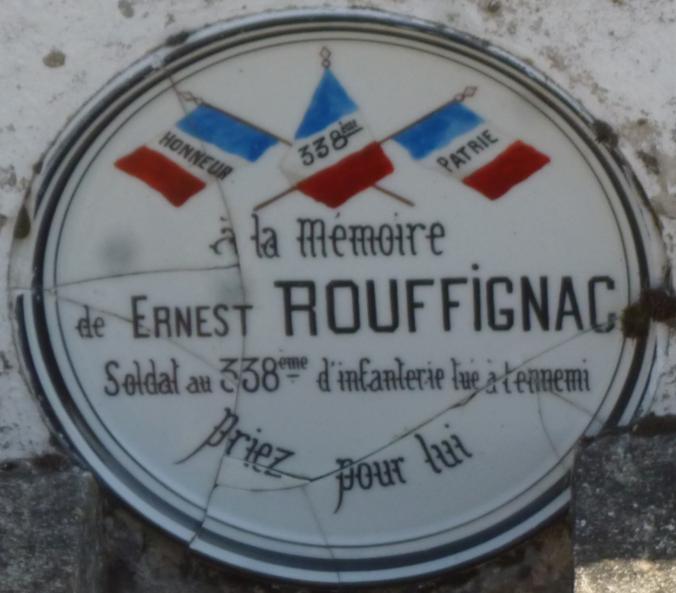 HONNEUR
338ème
PATRIE
à la Mémoire
de ERNEST ROUFFiGNAC
Soldat au 338ème d'infanterie tué à l'ennemi
priez pour lui